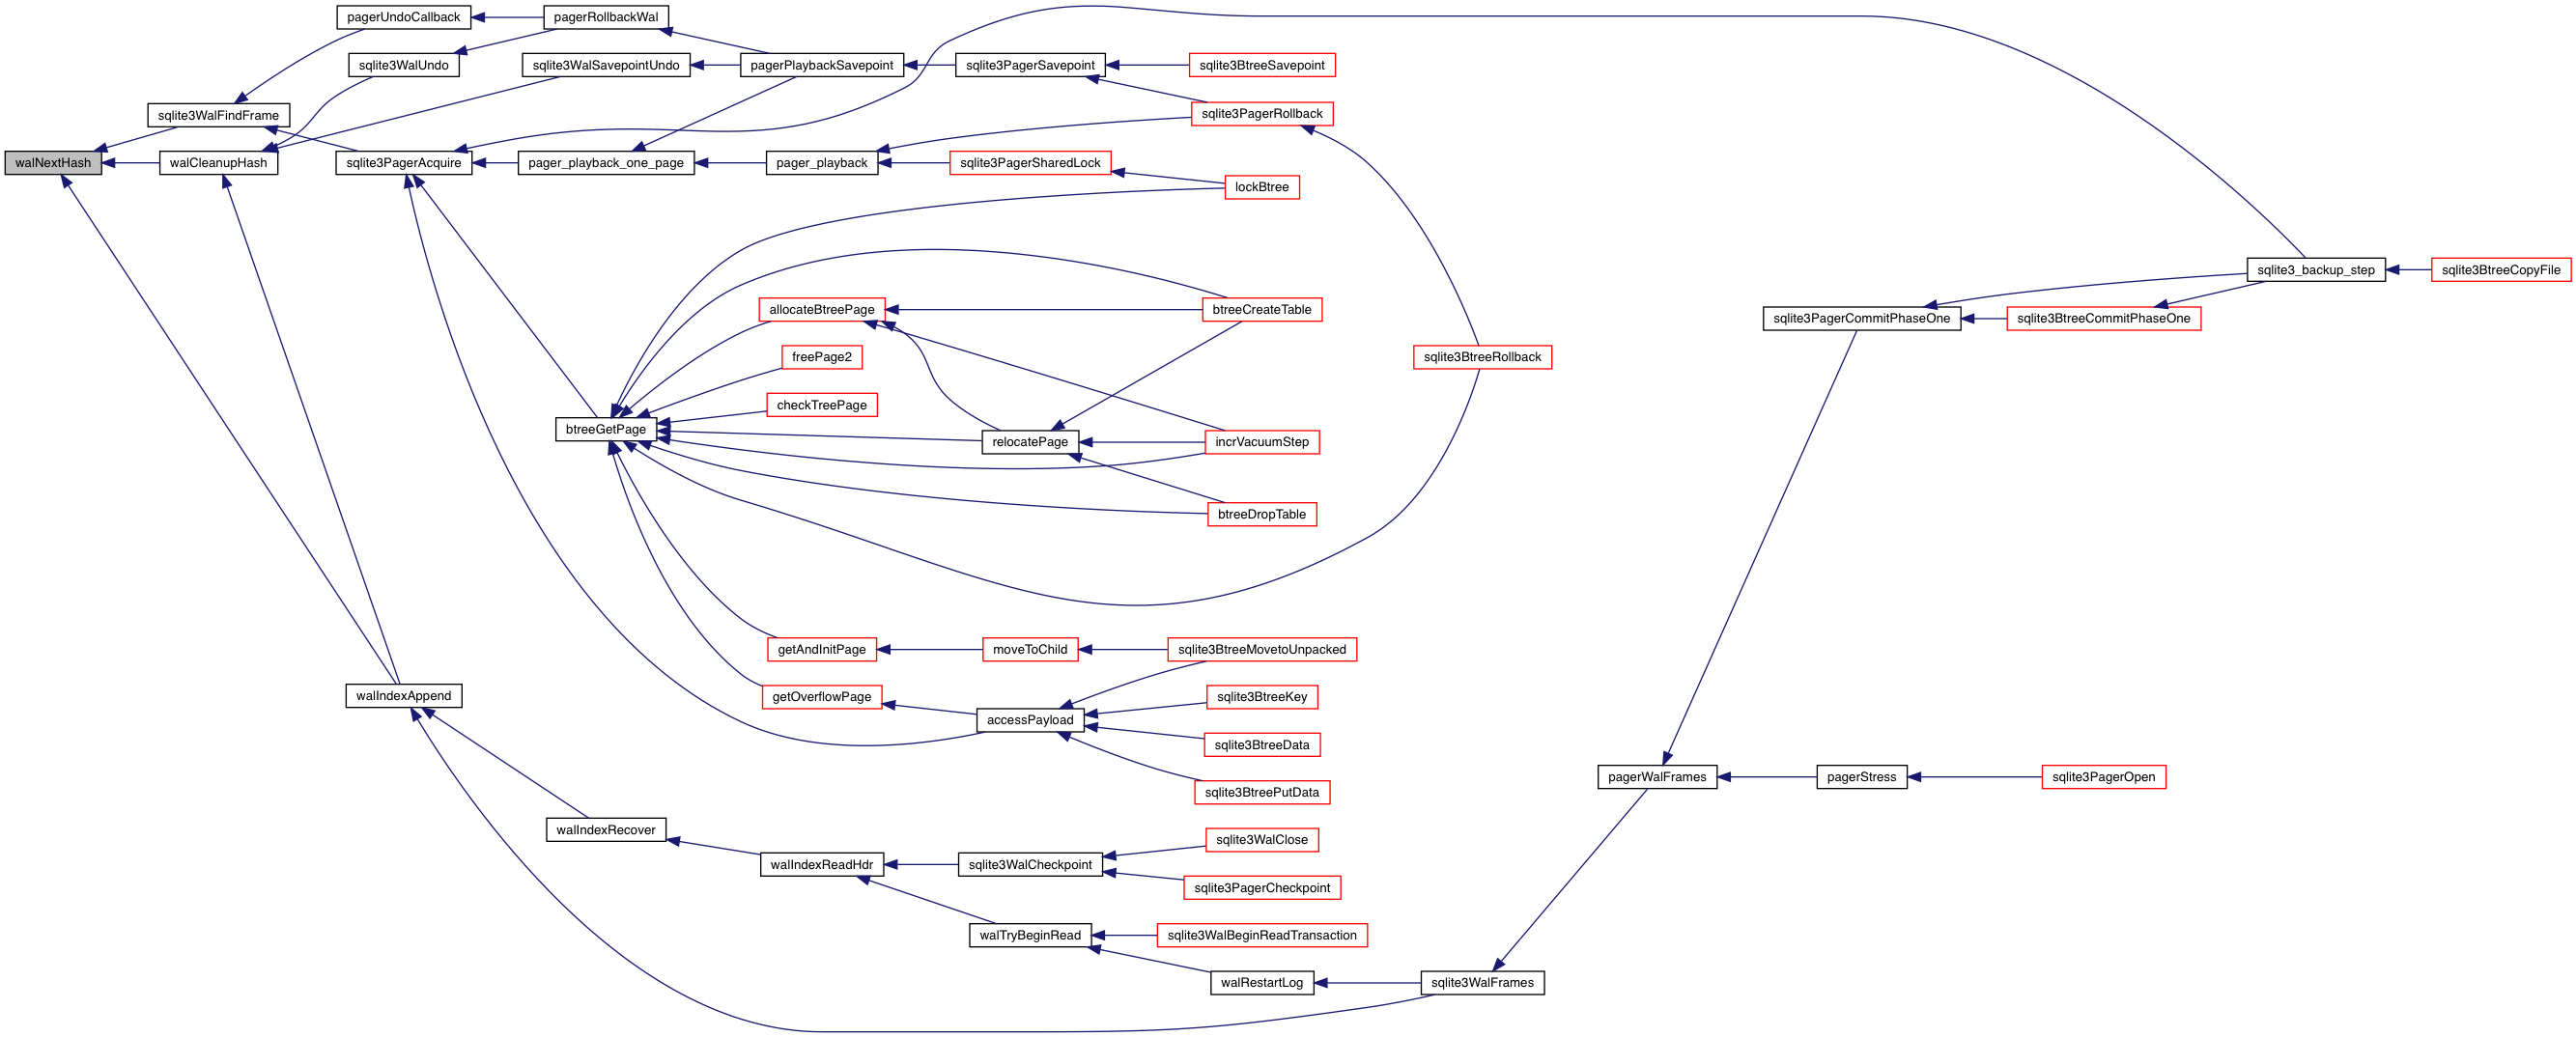 pagerUndoCallback
pagerRollbackWal
sqlite3WalUndo
sqlite3WalSavepointUndo
pagerPlaybackSavepoint
sqlite3PagerSavepoint
sqlite3BtreeSavepoint
sqlite3WalFindFrame
sqlite3PagerRollback
walNextHash
walCleanupHash
sqlite3PagerAcquire
pager_playback_one_page
pager_playback
sqlite3PagerSharedLock
lockBtree
sqlite3_backup_step
sqlite3BtreeCopyFile
allocateBtreePage
btreeCreateTable
sqlite3PagerCommitPhaseOne
sqlite3BtreeCommitPhaseOne
freePage2
sqlite3BtreeRollback
checkTreePage
btreeGetPage
relocatePage
incrVacuumStep
btreeDropTable
getAndInitPage
moveToChild
sqlite3BtreeMovetoUnpacked
walIndexAppend
getOverflowPage
sqlite3BtreeKey
accessPayload
sqlite3BtreeData
pagerWalFrames
pagerStress
sqlite3PagerOpen
sqlite3BtreePutData
walIndexRecover
sqlite3WalClose
walIndexReadHdr
sqlite3WalCheckpoint
sqlite3PagerCheckpoint
walTryBeginRead
sqlite3WalBeginReadTransaction
walRestartLog
sqlite3WalFrames